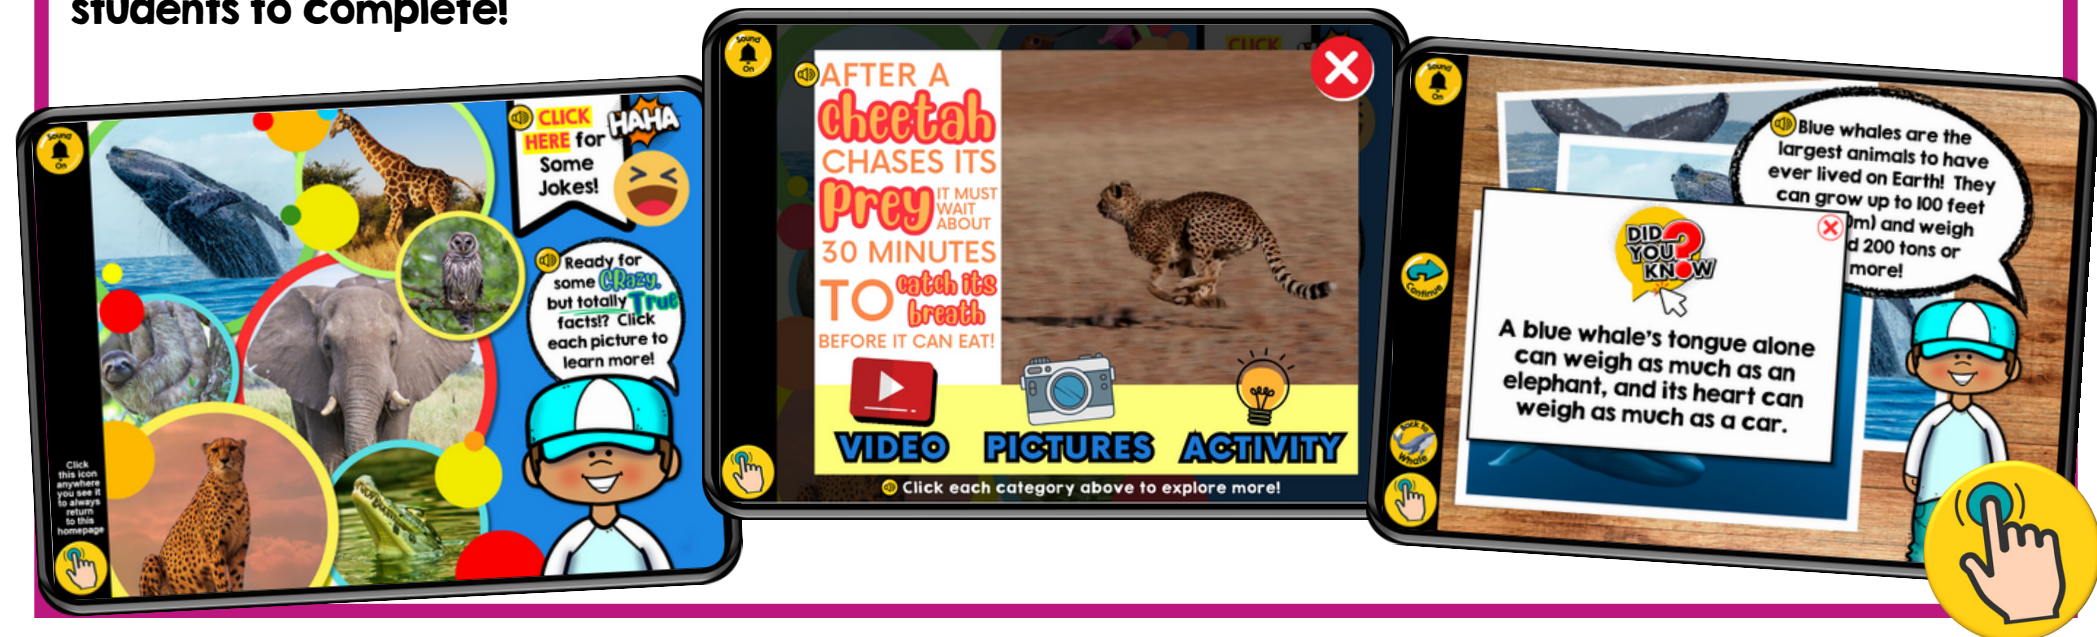 students to complete!
Sound
On
CLICK
HERE for
Some
Jokes!
HAHA
Ready for
some CRazy,
but totally True
facts!? Click
each picture to
learn more!
Click
this icon
anywhere
you see it
to always
return
to this
homepage
Sound
On
CLICK
AFTER A
cheetah
CHASES ITS
Prey IT MUST
WAIT
ABOUT
30 MINUTES
TO catch its
breath
BEFORE IT CAN EAT!
VIDEO PICTURES ACTIVITY
Click each category above to explore more!
Sound
On
Continue
Back to
Whale
Blue whales are the
largest animals to have
ever lived on Earth! They
can grow up to 100 feet
m) and weigh
d 200 tons or
more!
DID
YOU
KNOW
?
A blue whale's tongue alone
can weigh as much as an
elephant, and its heart can
weigh as much as a car.